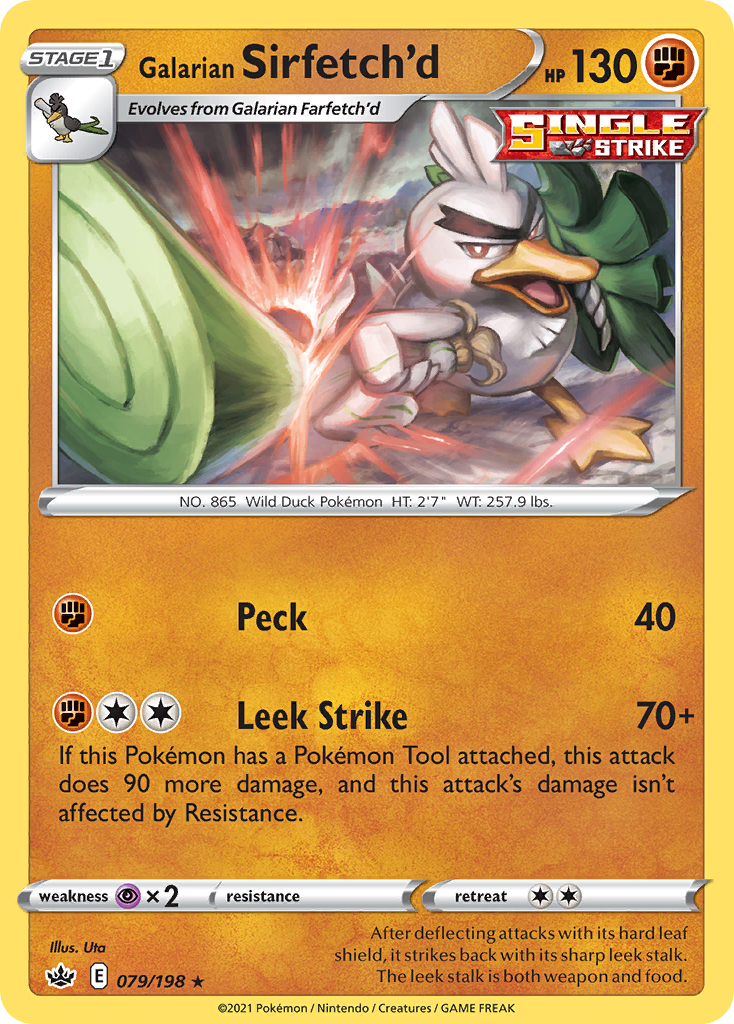 STAGE1
Galarian Sirfetch'd
HP 130
Evolves from Galarian Farfetch'd
SINGLE
STRIKE
NO. 865 Wild Duck Pokémon HT: 2'7" WT: 257.9 lbs.
Peck 40
Leek Strike 70+
If this Pokémon has a Pokémon Tool attached, this attack
does 90 more damage, and this attack's damage isn't
affected by Resistance.
weakness ×2 resistance retreat
After deflecting attacks with its hard leaf
shield, it strikes back with its sharp leek stalk.
The leek stalk is both weapon and food.
Illus. Uta
E 079/198 ★
©2021 Pokémon / Nintendo / Creatures / GAME FREAK